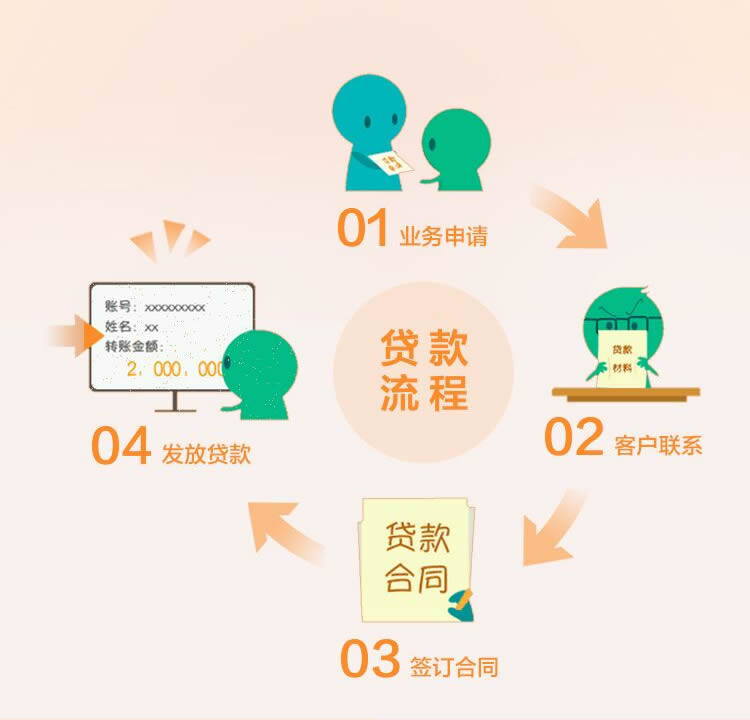 01 业务申请
贷款
流程
账号：xxxxxxxxx
姓名：xx
转账金额：
2，000，000
04 发放贷款
贷款
材料
02 客户联系
贷款
合同
03 签订合同